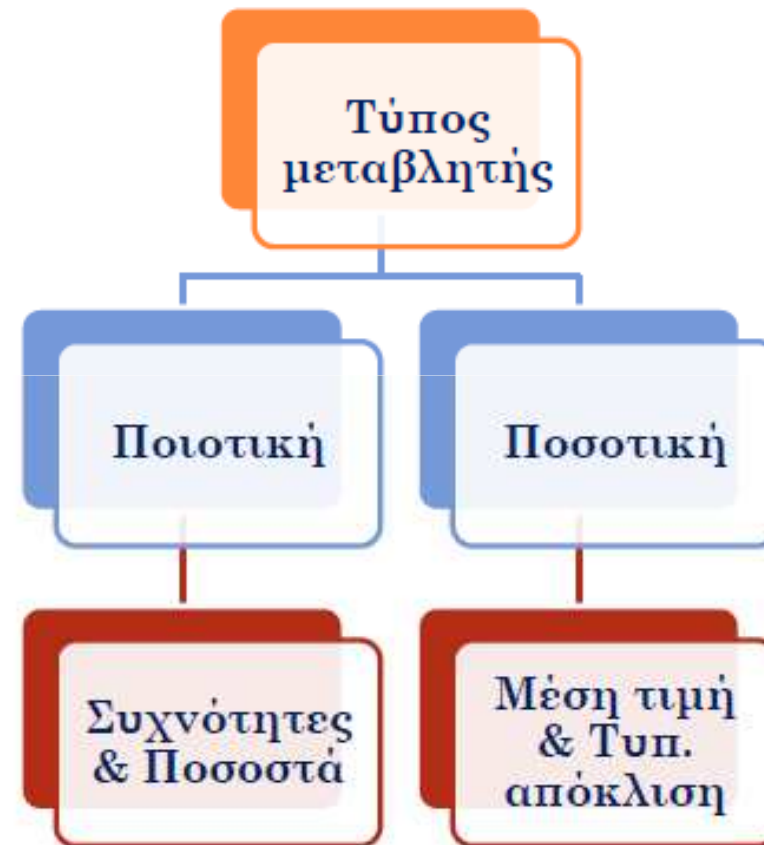 Τύπος
μεταβλητής
Ποιοτική
Ποσοτική
Συχνότητες
& Ποσοστά
Μέση τιμή
& Τυπ.
απόκλιση